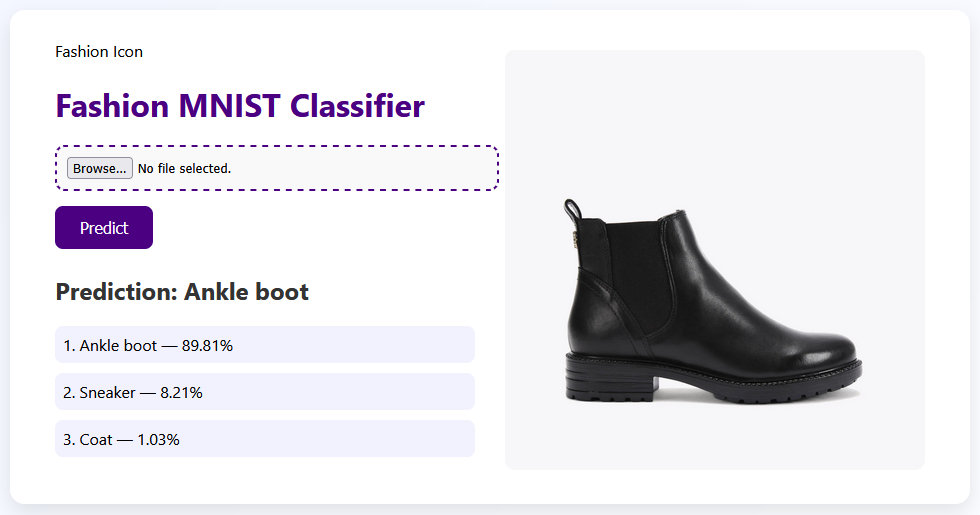 Fashion Icon
Fashion MNIST Classifier
Browse... No file selected.
Predict
Prediction: Ankle boot
1. Ankle boot — 89.81%
2. Sneaker — 8.21%
3. Coat — 1.03%